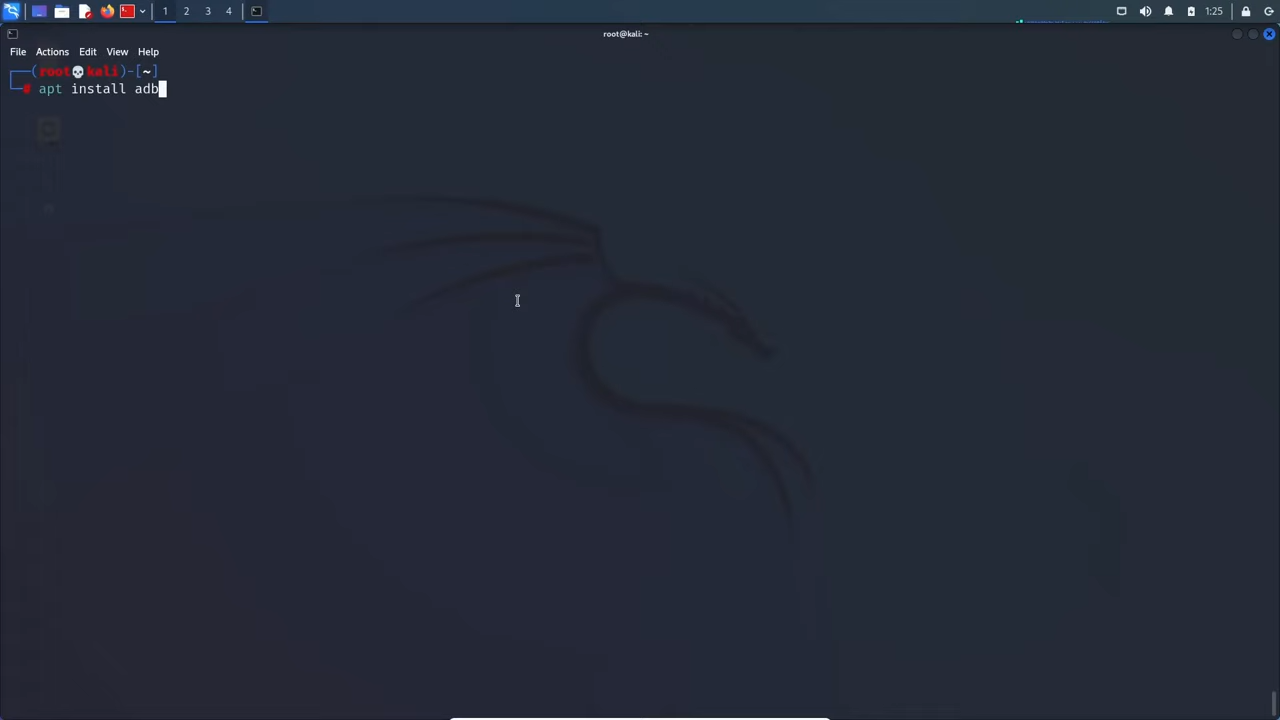 1 2 3 4 1:25
root@kali: ~
File Actions Edit View Help
┌──(root💀kali)-[~]
└─# apt install adb